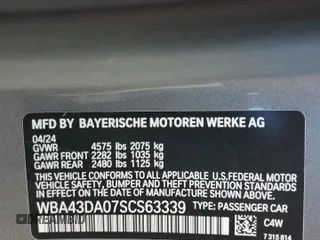 MFD BY BAYERISCHE MOTOREN WERKE AG
04/24
GVWR 4575 lbs 2075 kg
GAWR FRONT 2282 lbs 1035 kg
GAWR REAR 2480 lbs 1125 kg
THIS VEHICLE CONFORMS TO ALL APPLICABLE U.S.FEDERAL MOTOR
VEHICLE SAFETY, BUMPER, AND THEFT PREVENTION STANDARDS
IN EFFECT ON THE DATE OF MANUFACTURE SHOWN ABOVE.
WBA43DA07SCS63339 TYPE: PASSENGER CAR
C4W
7 315 814